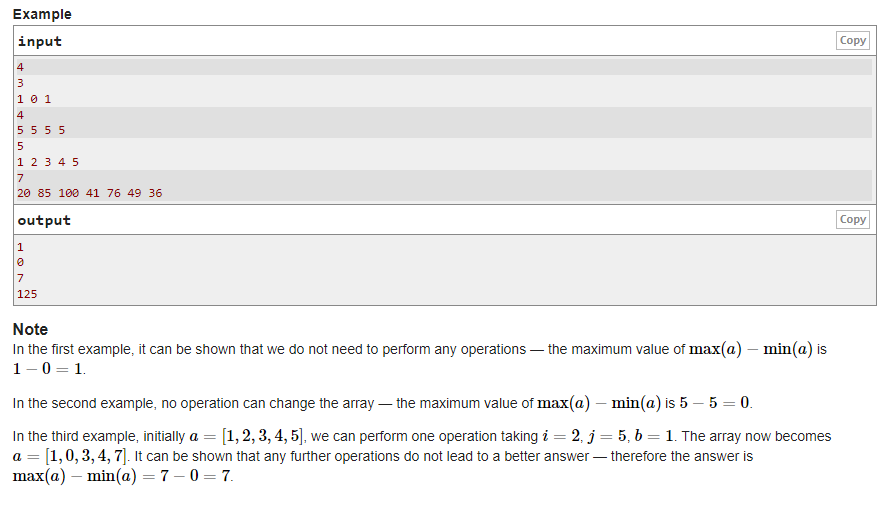 Example
input
Copy
4
3
1 0 1
4
5 5 5 5
5
1 2 3 4 5
7
20 85 100 41 76 49 36
output
Copy
1
0
7
125
Note
In the first example, it can be shown that we do not need to perform any operations — the maximum value of max(a) − min(a) is
1 − 0 = 1.
In the second example, no operation can change the array — the maximum value of max(a) − min(a) is 5 − 5 = 0.
In the third example, initially a = [1, 2, 3, 4, 5], we can perform one operation taking i = 2, j = 5, b = 1. The array now becomes
a = [1, 0, 3, 4, 7]. It can be shown that any further operations do not lead to a better answer — therefore the answer is
max(a) − min(a) = 7 − 0 = 7.